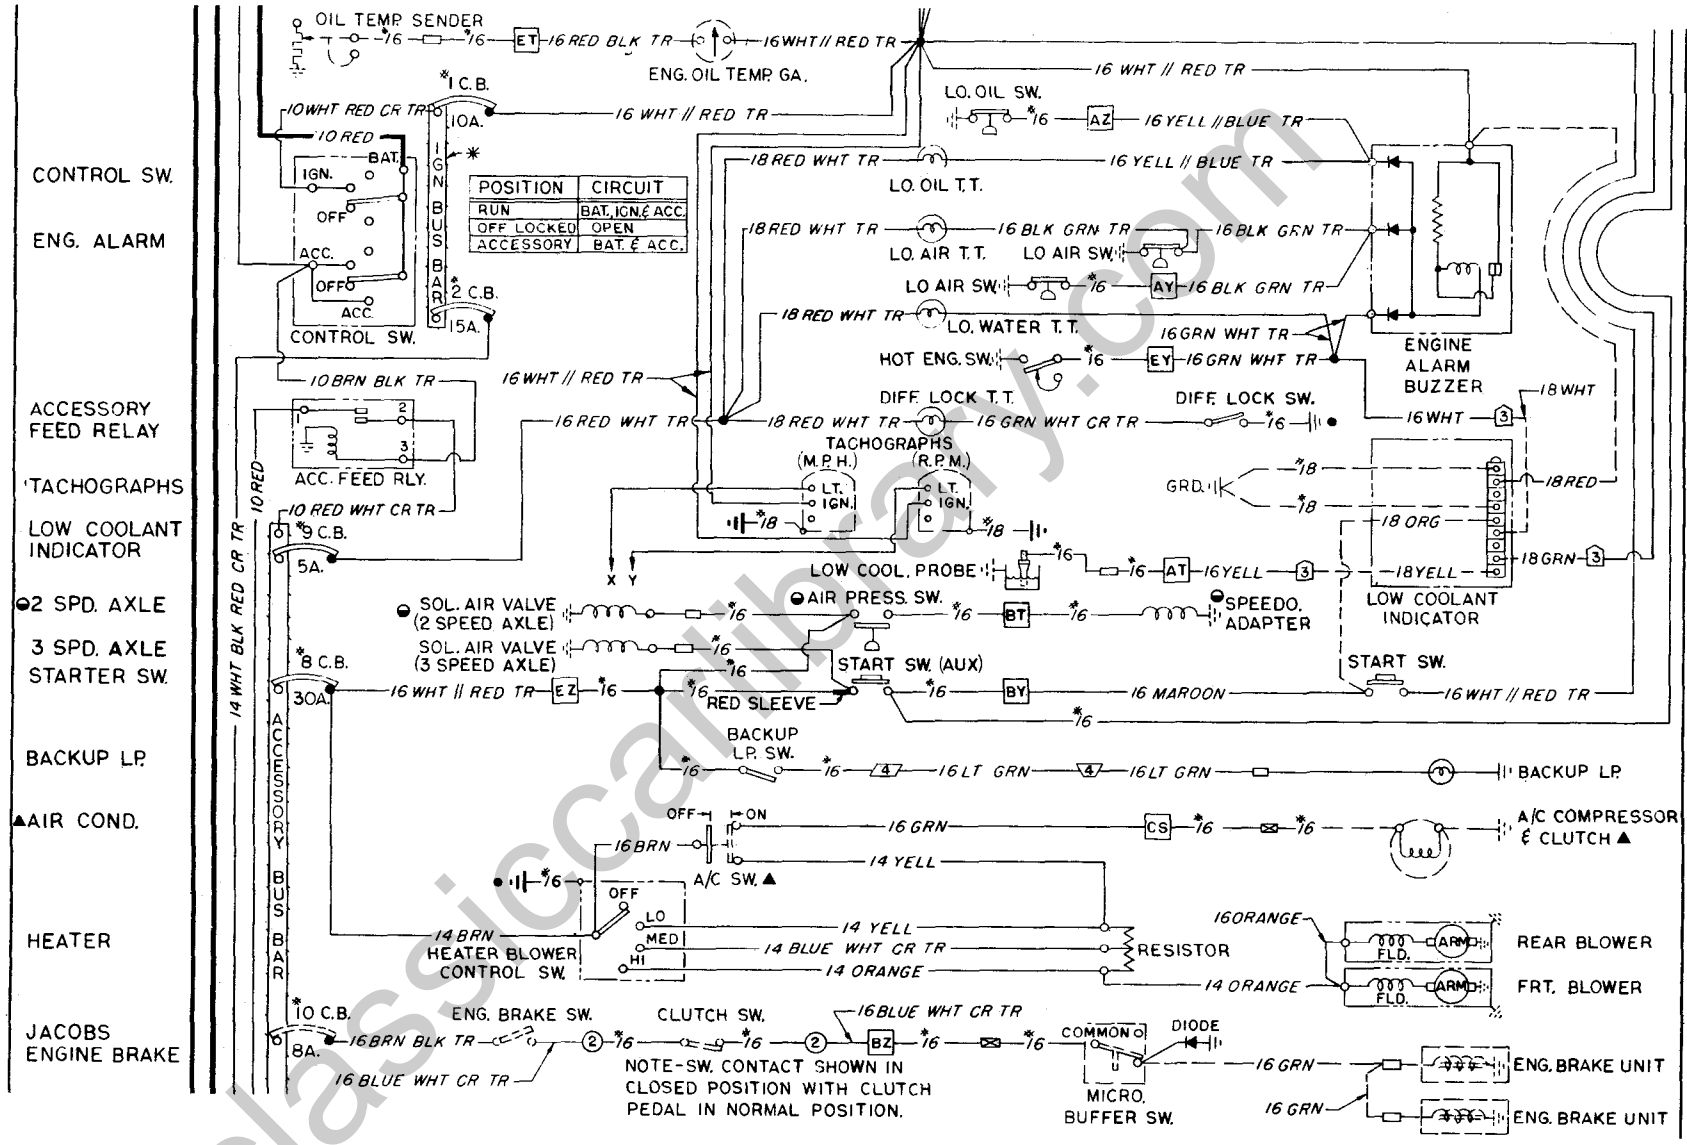 OIL TEMP. SENDER
*16
*16
ET
16 RED BLK TR
16 WHT // RED TR
ENG. OIL TEMP. GA.
16 WHT // RED TR
*1 C.B.
10 WHT RED CR TR
10A.
16 WHT // RED TR
LO. OIL SW.
*16
AZ
16 YELL // BLUE TR
10 RED
BAT.
*
IGN BUS BAR
CONTROL SW.
IGN.
OFF
POSITION CIRCUIT
RUN BAT., IGN. & ACC.
OFF LOCKED OPEN
ACCESSORY BAT. & ACC.
18 RED WHT TR
LO. OIL T.T.
16 YELL // BLUE TR
ENG. ALARM
ACC.
OFF
ACC.
CONTROL SW.
18 RED WHT TR
LO. AIR T.T.
16 BLK GRN TR
LO AIR SW.
16 BLK GRN TR
*2 C.B.
15A.
LO AIR SW.
*16
AY
16 BLK GRN TR
18 RED WHT TR
LO. WATER T.T.
16 GRN WHT TR
HOT ENG. SW.
*16
EY
16 GRN WHT TR
ENGINE
ALARM
BUZZER
10 BRN BLK TR
16 WHT // RED TR
18 WHT
ACCESSORY
FEED RELAY
1
2
3
ACC. FEED RLY.
16 RED WHT TR
DIFF. LOCK T.T.
18 RED WHT TR
16 GRN WHT CR TR
DIFF. LOCK SW.
*16
16 WHT
3
TACHOGRAPHS
TACHOGRAPHS
(M.P.H.)
(R.P.M.)
LT.
IGN.
LT.
IGN.
*18
*18
10 RED
GRD.
*18
*18
18 RED
LOW COOLANT
INDICATOR
10 RED WHT CR TR
*9 C.B.
5A.
18 ORG
18 GRN
3
14 WHT BLK RED CR TR
X
Y
LOW COOL. PROBE
*16
*16
AT
16 YELL
3
18 YELL
LOW COOLANT
INDICATOR
2 SPD. AXLE
SOL. AIR VALVE
(2 SPEED AXLE)
*16
AIR PRESS. SW.
*16
BT
*16
SPEEDO.
ADAPTER
3 SPD. AXLE
SOL. AIR VALVE
(3 SPEED AXLE)
*16
*16
STARTER SW.
*8 C.B.
30A.
16 WHT // RED TR
EZ
*16
*16
RED SLEEVE
START SW. (AUX)
*16
BY
16 MAROON
START SW.
16 WHT // RED TR
*16
ACCESSORY BUS BAR
BACKUP LP.
BACKUP
LP. SW.
*16
*16
4
16 LT GRN
4
16 LT GRN
BACKUP LP.
AIR COND.
OFF
ON
16 BRN
16 GRN
CS
*16
*16
A/C COMPRESSOR
& CLUTCH
14 YELL
A/C SW.
*16
HEATER
OFF
LO
MED
HI
14 BRN
HEATER BLOWER
CONTROL SW.
14 YELL
14 BLUE WHT CR TR
14 ORANGE
RESISTOR
16 ORANGE
14 ORANGE
FLD.
ARM
REAR BLOWER
FLD.
ARM
FRT. BLOWER
JACOBS
ENGINE BRAKE
*10 C.B.
8A.
16 BRN BLK TR
16 BLUE WHT CR TR
ENG. BRAKE SW.
2
*16
CLUTCH SW.
*16
2
16 BLUE WHT CR TR
BZ
*16
*16
COMMON
DIODE
MICRO.
BUFFER SW.
16 GRN
16 GRN
ENG. BRAKE UNIT
ENG. BRAKE UNIT
NOTE-SW. CONTACT SHOWN IN
CLOSED POSITION WITH CLUTCH
PEDAL IN NORMAL POSITION.
classiccarlibrary.com